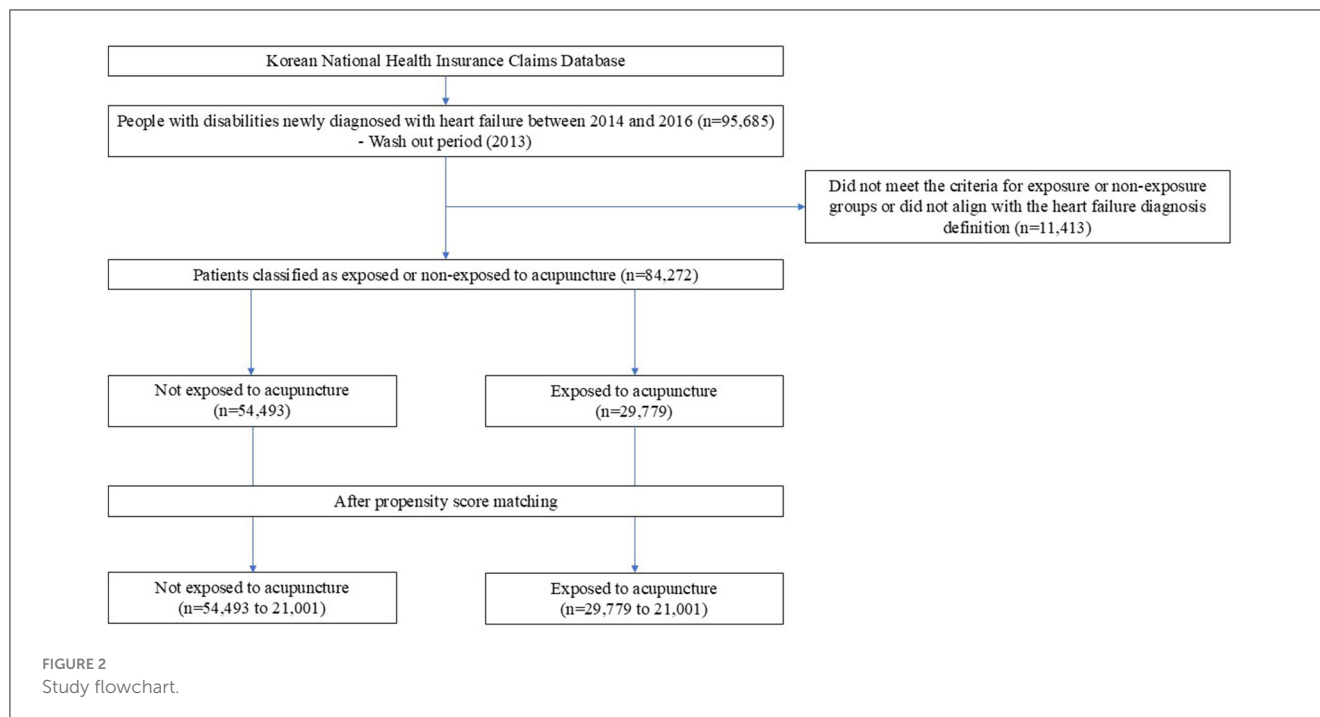 Korean National Health Insurance Claims Database
People with disabilities newly diagnosed with heart failure between 2014 and 2016 (n=95,685)
- Wash out period (2013)
Did not meet the criteria for exposure or non-exposure
groups or did not align with the heart failure diagnosis
definition (n=11,413)
Patients classified as exposed or non-exposed to acupuncture (n=84,272)
Not exposed to acupuncture
(n=54,493)
Exposed to acupuncture
(n=29,779)
After propensity score matching
Not exposed to acupuncture
(n=54,493 to 21,001)
Exposed to acupuncture
(n=29,779 to 21,001)
FIGURE 2
Study flowchart.